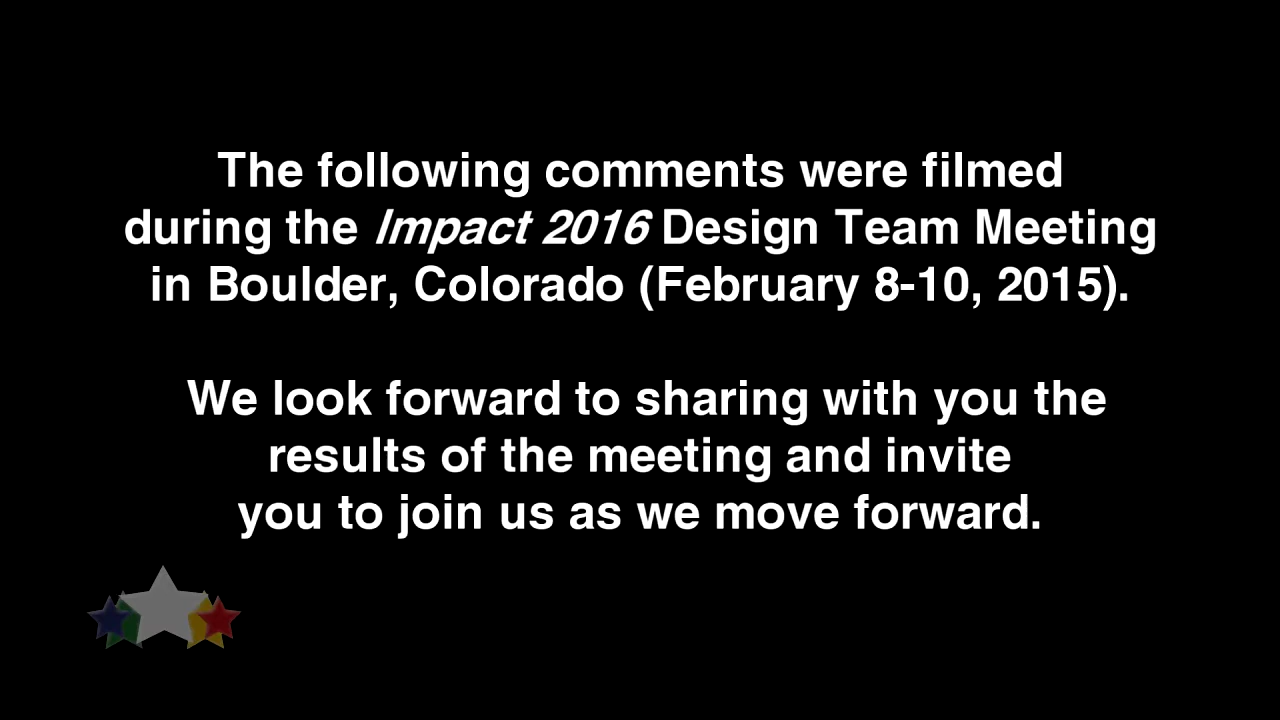 The following comments were filmed
during the Impact 2016 Design Team Meeting
in Boulder, Colorado (February 8-10, 2015).
We look forward to sharing with you the
results of the meeting and invite
you to join us as we move forward.